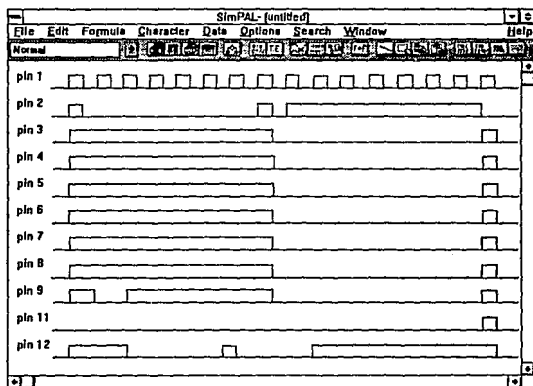 SimPAL- [untitled]
File Edit Formula Character Data Options Search Window Help
Normal
pin 1
pin 2
pin 3
pin 4
pin 5
pin 6
pin 7
pin 8
pin 9
pin 11
pin 12